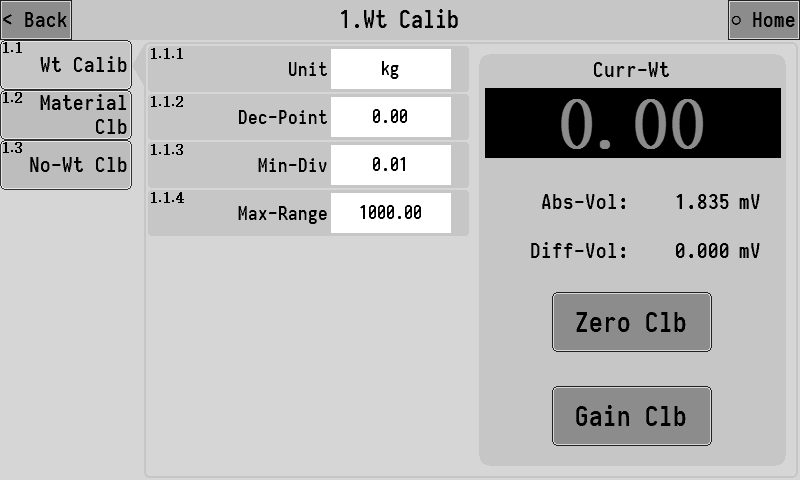 < Back
1.Wt Calib
○ Home
1.1
Wt Calib
1.2
Material
Clb
1.3
No-Wt Clb
1.1.1
Unit kg
1.1.2
Dec-Point 0.00
1.1.3
Min-Div 0.01
1.1.4
Max-Range 1000.00
Curr-Wt
0.00
Abs-Vol: 1.835 mV
Diff-Vol: 0.000 mV
Zero Clb
Gain Clb